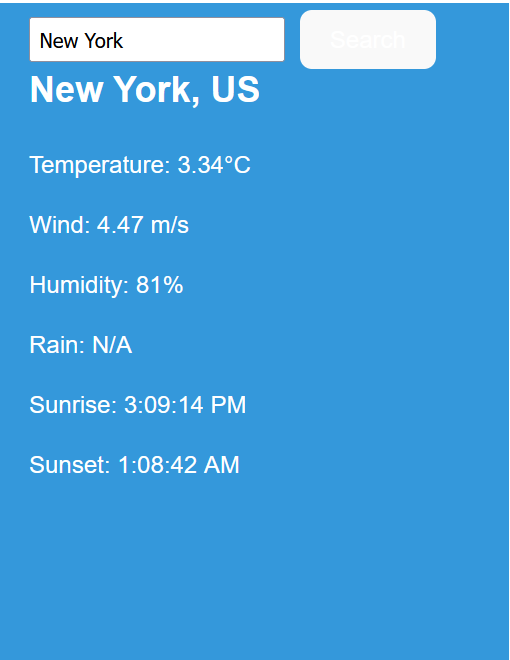 New York
Search
New York, US
Temperature: 3.34°C
Wind: 4.47 m/s
Humidity: 81%
Rain: N/A
Sunrise: 3:09:14 PM
Sunset: 1:08:42 AM